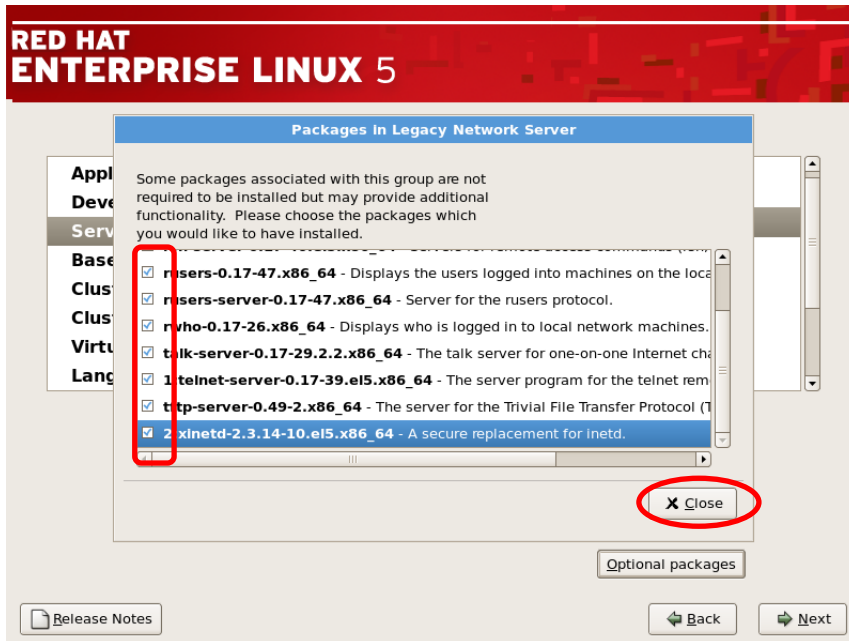 RED HAT
ENTERPRISE LINUX 5
Packages in Legacy Network Server
Some packages associated with this group are not
required to be installed but may provide additional
functionality. Please choose the packages which
you would like to have installed.
Appl
Deve
Serv
Base
Clus
Clus
Virtu
Lang
rusers-0.17-47.x86_64 - Displays the users logged into machines on the loca
rusers-server-0.17-47.x86_64 - Server for the rusers protocol.
rwho-0.17-26.x86_64 - Displays who is logged in to local network machines.
talk-server-0.17-29.2.2.x86_64 - The talk server for one-on-one Internet cha
1:telnet-server-0.17-39.el5.x86_64 - The server program for the telnet rem
tftp-server-0.49-2.x86_64 - The server for the Trivial File Transfer Protocol (T
2:xinetd-2.3.14-10.el5.x86_64 - A secure replacement for inetd.
Close
Optional packages
Release Notes
Back
Next